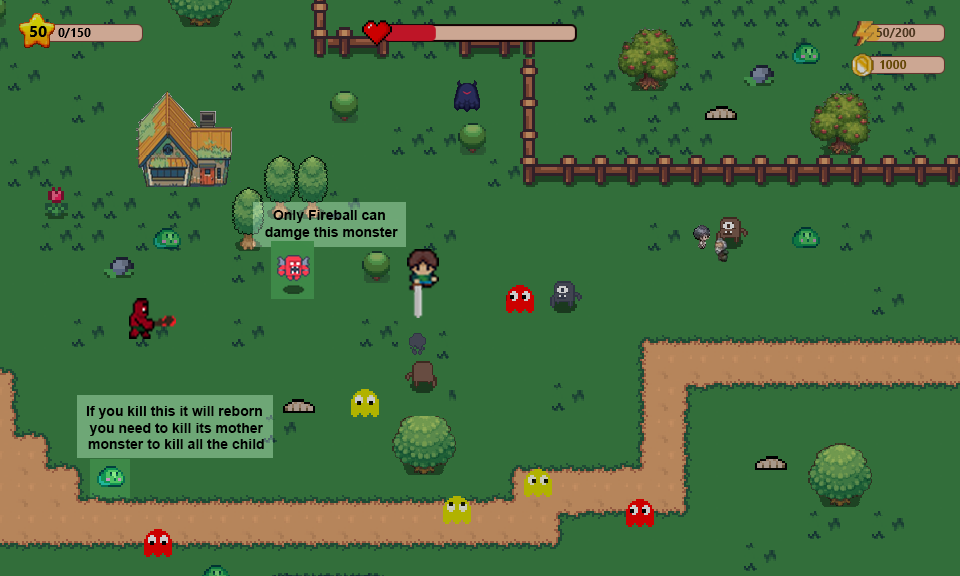 50 0/150
50/200
1000
Only Fireball can
damge this monster
If you kill this it will reborn
you need to kill its mother
monster to kill all the child